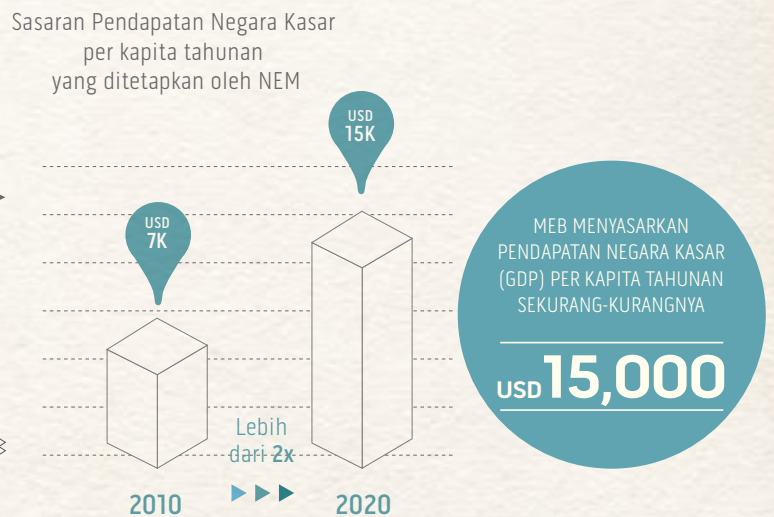 Sasaran Pendapatan Negara Kasar
per kapita tahunan
yang ditetapkan oleh NEM
USD
15K
USD
7K
MEB MENYASARKAN
PENDAPATAN NEGARA KASAR
(GDP) PER KAPITA TAHUNAN
SEKURANG-KURANGNYA
USD 15,000
Lebih
dari 2x
2010
2020